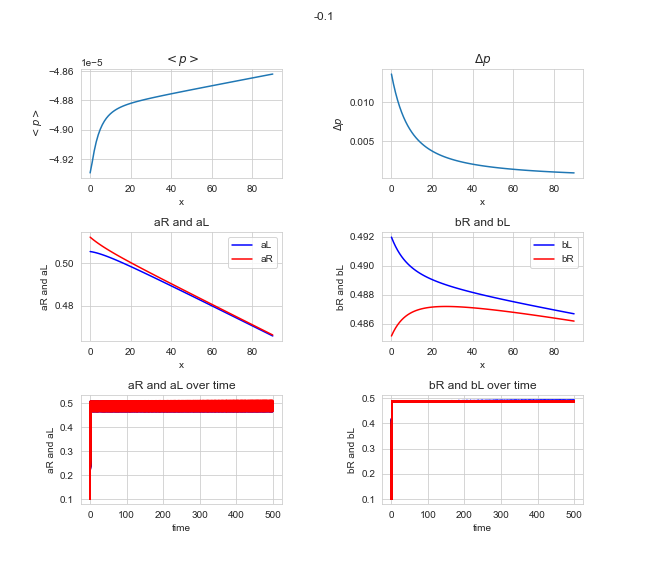 -0.1
< p >
Δp
1e−5
−4.86
−4.88
−4.90
−4.92
< p >
0 20 40 60 80
x
0.010
0.005
Δp
0 20 40 60 80
x
aR and aL
bR and bL
0.50
0.48
aR and aL
aL
aR
0 20 40 60 80
x
0.492
0.490
0.488
0.486
bR and bL
bL
bR
0 20 40 60 80
x
aR and aL over time
bR and bL over time
0.5
0.4
0.3
0.2
0.1
aR and aL
0 100 200 300 400 500
time
0.5
0.4
0.3
0.2
0.1
bR and bL
0 100 200 300 400 500
time